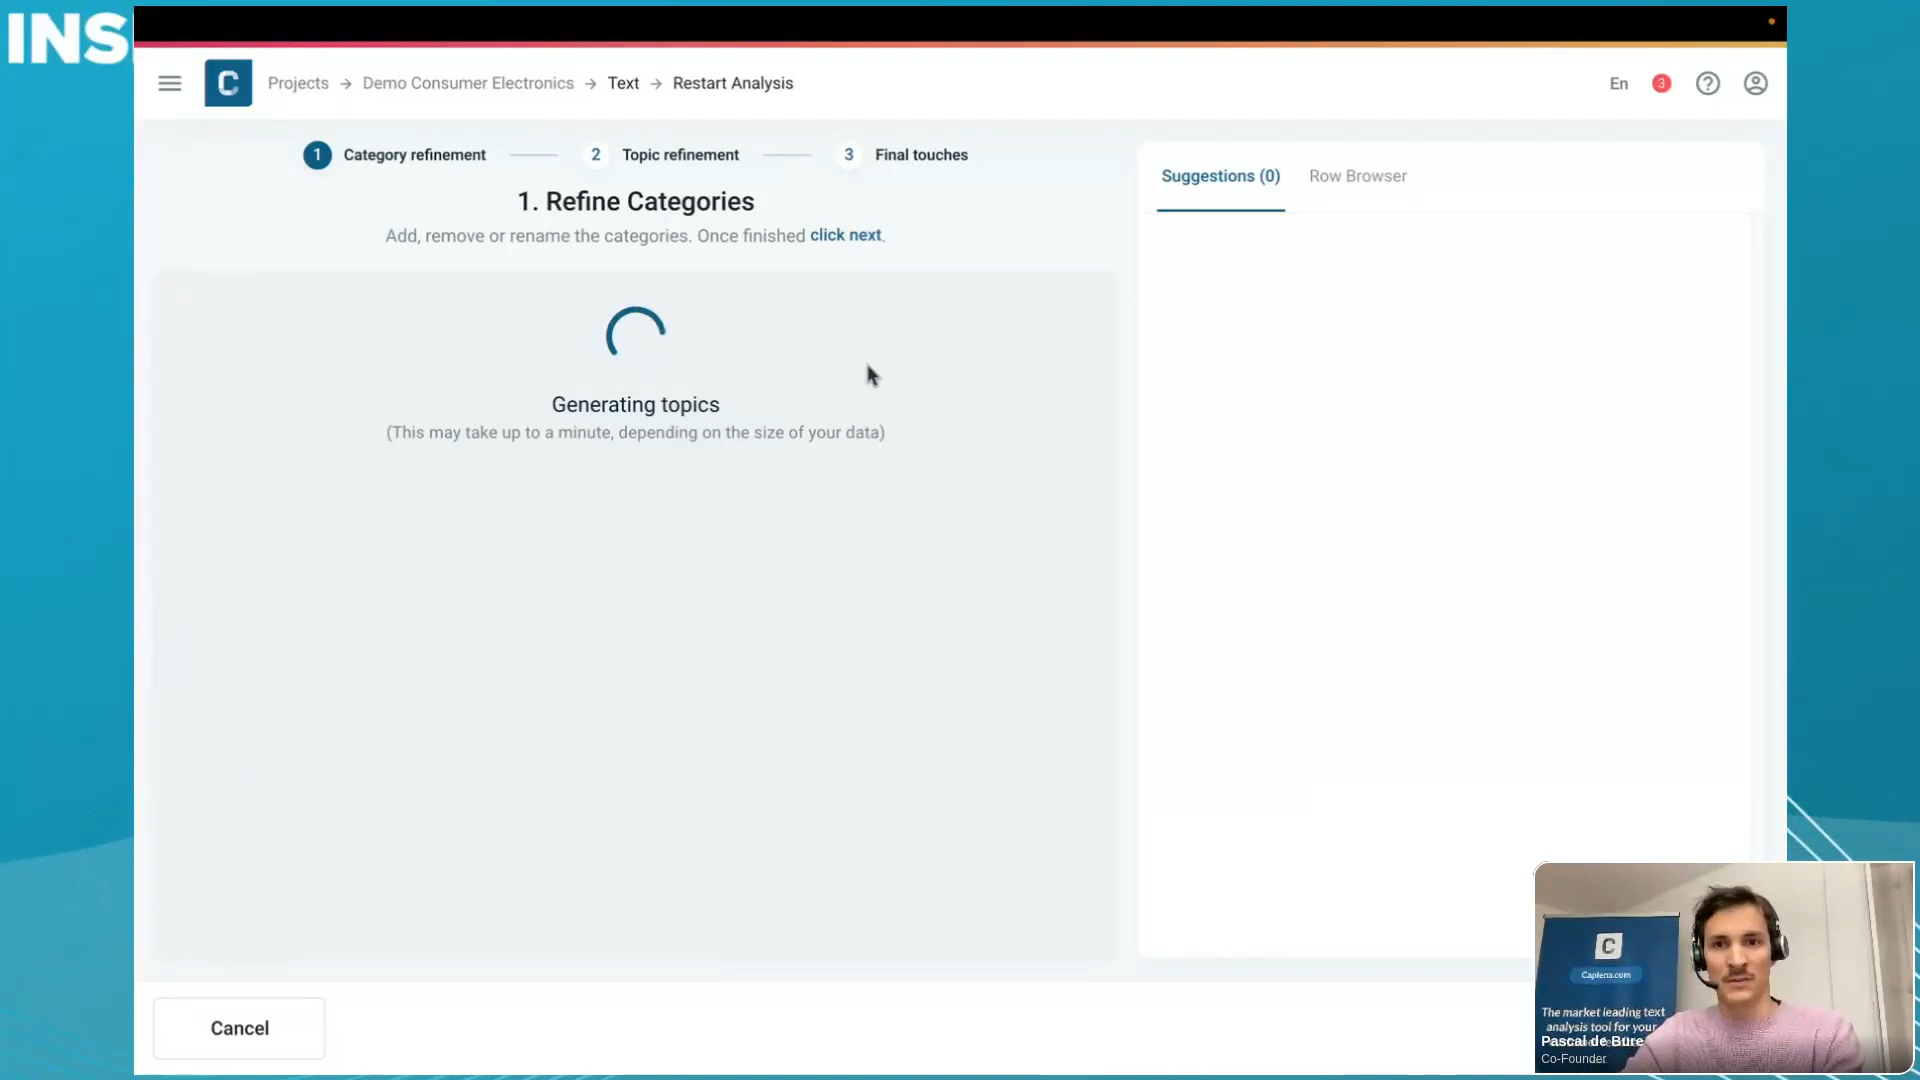 INS
C Projects → Demo Consumer Electronics → Text → Restart Analysis
En 3 ?
1 Category refinement 2 Topic refinement 3 Final touches
1. Refine Categories
Add, remove or rename the categories. Once finished click next.
Generating topics
(This may take up to a minute, depending on the size of your data)
Suggestions (0) Row Browser
Cancel
C
Caplena.com
The market leading text
analysis tool for your
Pascal de Bure
Co-Founder